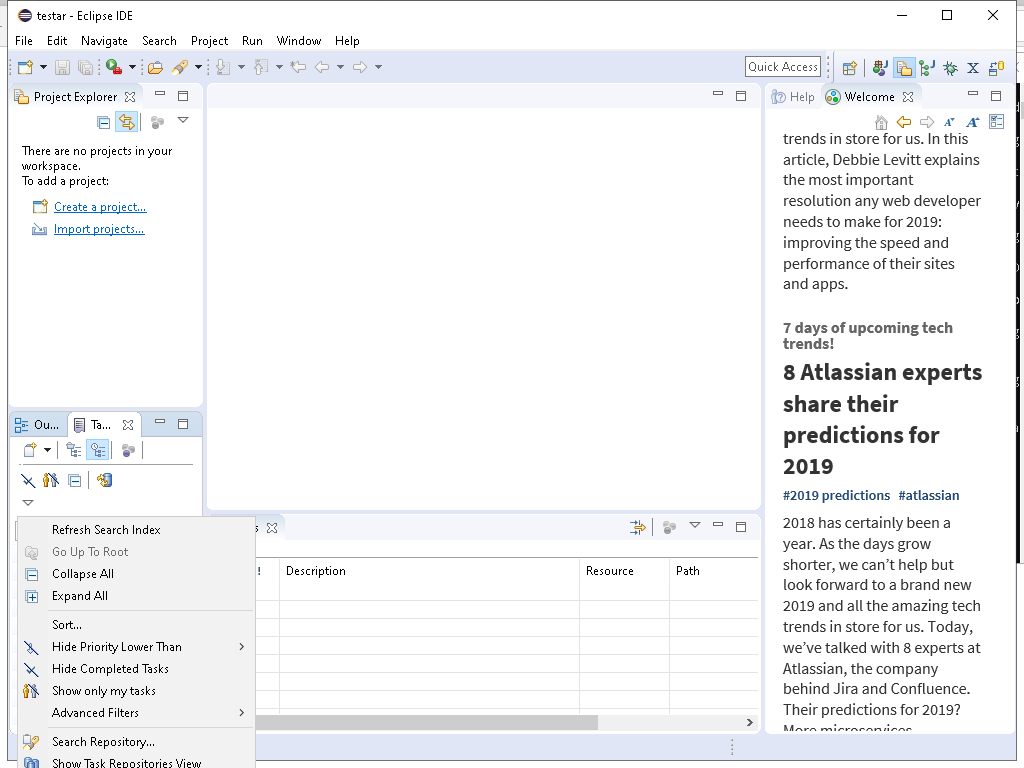 testar - Eclipse IDE
File Edit Navigate Search Project Run Window Help
Quick Access
Project Explorer
There are no projects in your
workspace.
To add a project:
Create a project...
Import projects...
Ou...
Ta...
Refresh Search Index
Go Up To Root
Collapse All
Expand All
Sort...
Hide Priority Lower Than
Hide Completed Tasks
Show only my tasks
Advanced Filters
Search Repository...
Show Task Repositories View
s
! Description Resource Path
Help Welcome
trends in store for us. In this
article, Debbie Levitt explains
the most important
resolution any web developer
needs to make for 2019:
improving the speed and
performance of their sites
and apps.
7 days of upcoming tech
trends!
8 Atlassian experts
share their
predictions for
2019
#2019 predictions #atlassian
2018 has certainly been a
year. As the days grow
shorter, we can’t help but
look forward to a brand new
2019 and all the amazing tech
trends in store for us. Today,
we’ve talked with 8 experts at
Atlassian, the company
behind Jira and Confluence.
Their predictions for 2019?
More microservices